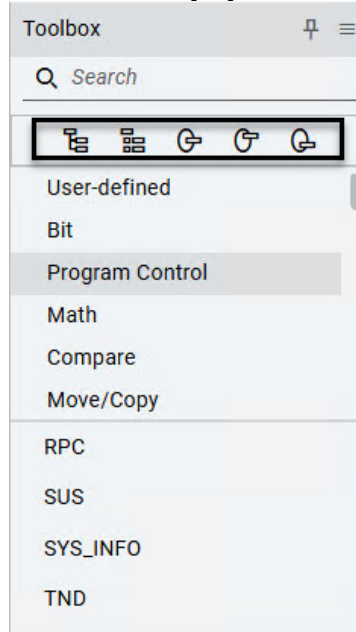 Toolbox
Search
User-defined
Bit
Program Control
Math
Compare
Move/Copy
RPC
SUS
SYS_INFO
TND